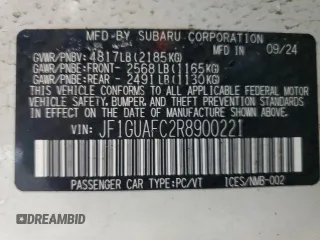 MFD-BY SUBARU CORPORATION
MFD IN 09/24
GVWR/PNBV: 4817LB (2185KG)
GAWR/PNBE: FRONT- 2568LB (1165KG)
GAWR/PNBE: REAR - 2491LB (1130KG)
THIS VEHICLE CONFORMS TO ALL APPLICABLE FEDERAL MOTOR
VEHICLE SAFETY, BUMPER, AND THEFT PREVENTION STANDARDS
IN EFFECT ON THE DATE OF MANUFACTURE SHOWN ABOVE.
VIN: JF1GUAFC2R8900221
PASSENGER CAR TYPE:PC/VT ICES/NMB-002
DREAMBID